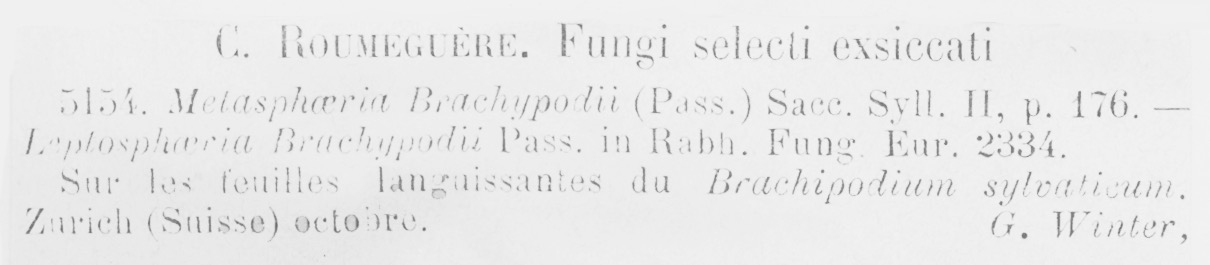 C. ROUMEGUÈRE. Fungi selecti exsiccati
5154. Metasphæria Brachypodii (Pass.) Sacc. Syll. II, p. 176. —
Leptosphæria Brachypodii Pass. in Rabh. Fung. Eur. 2334.
Sur les feuilles languissantes du Brachipodium sylvaticum.
Zurich (Suisse) octobre. G. Winter,